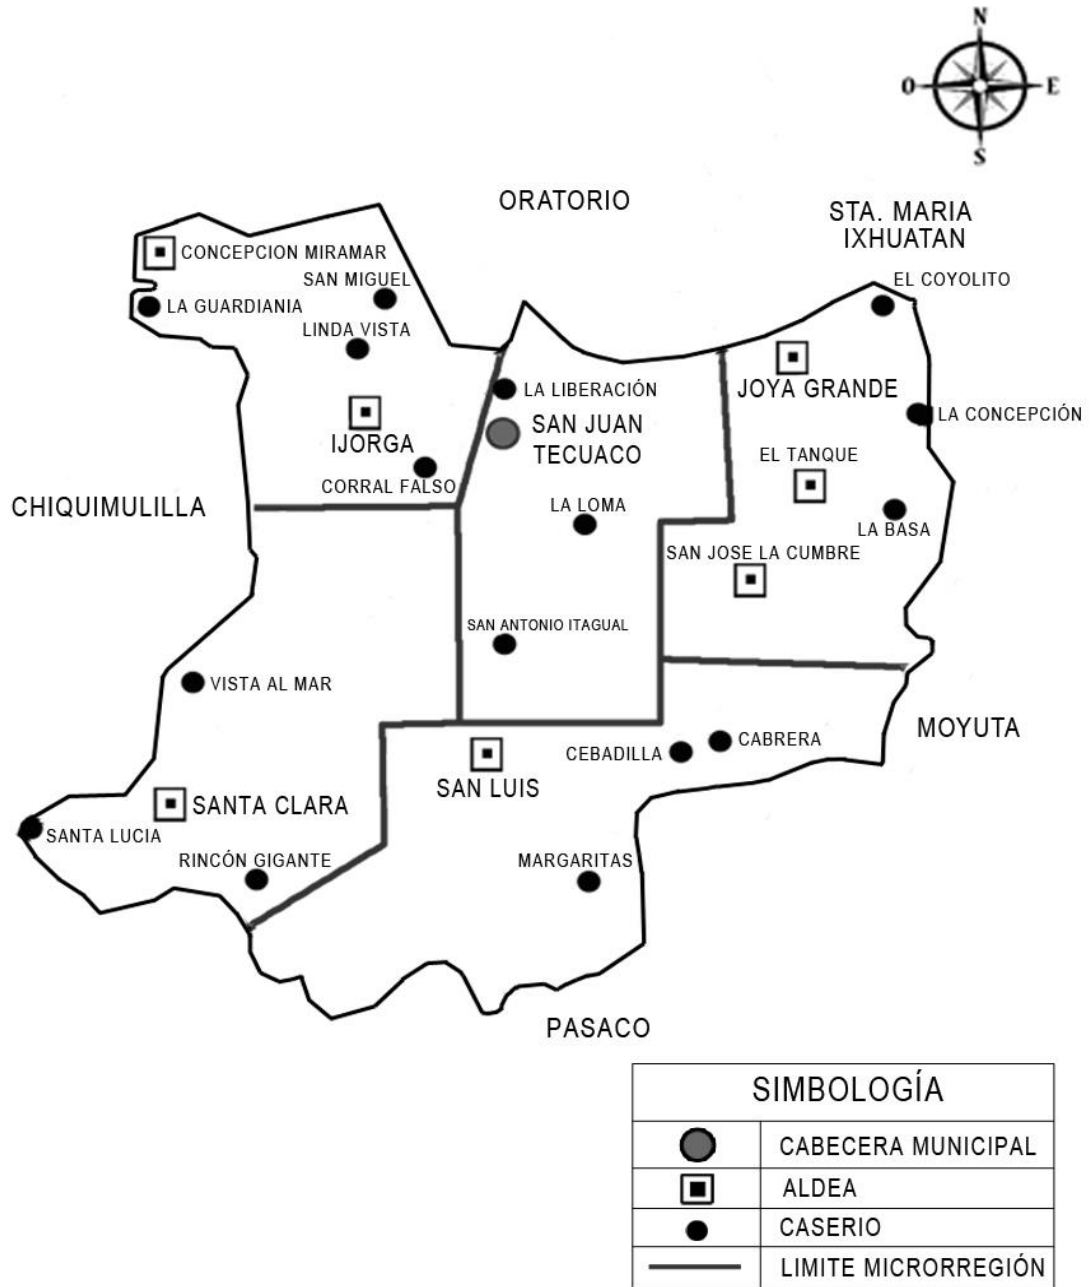 N
O
E
S
ORATORIO
STA. MARIA
IXHUATAN
CONCEPCION MIRAMAR
SAN MIGUEL
EL COYOLITO
LA GUARDIANIA
LINDA VISTA
LA LIBERACIÓN
JOYA GRANDE
LA CONCEPCIÓN
IJORGA
SAN JUAN
TECUACO
EL TANQUE
CORRAL FALSO
CHIQUIMULILLA
LA LOMA
LA BASA
SAN JOSE LA CUMBRE
SAN ANTONIO ITAGUAL
VISTA AL MAR
MOYUTA
CEBADILLA
CABRERA
SAN LUIS
SANTA CLARA
SANTA LUCIA
RINCÓN GIGANTE
MARGARITAS
PASACO
SIMBOLOGÍA
CABECERA MUNICIPAL
ALDEA
CASERIO
LIMITE MICRORREGIÓN